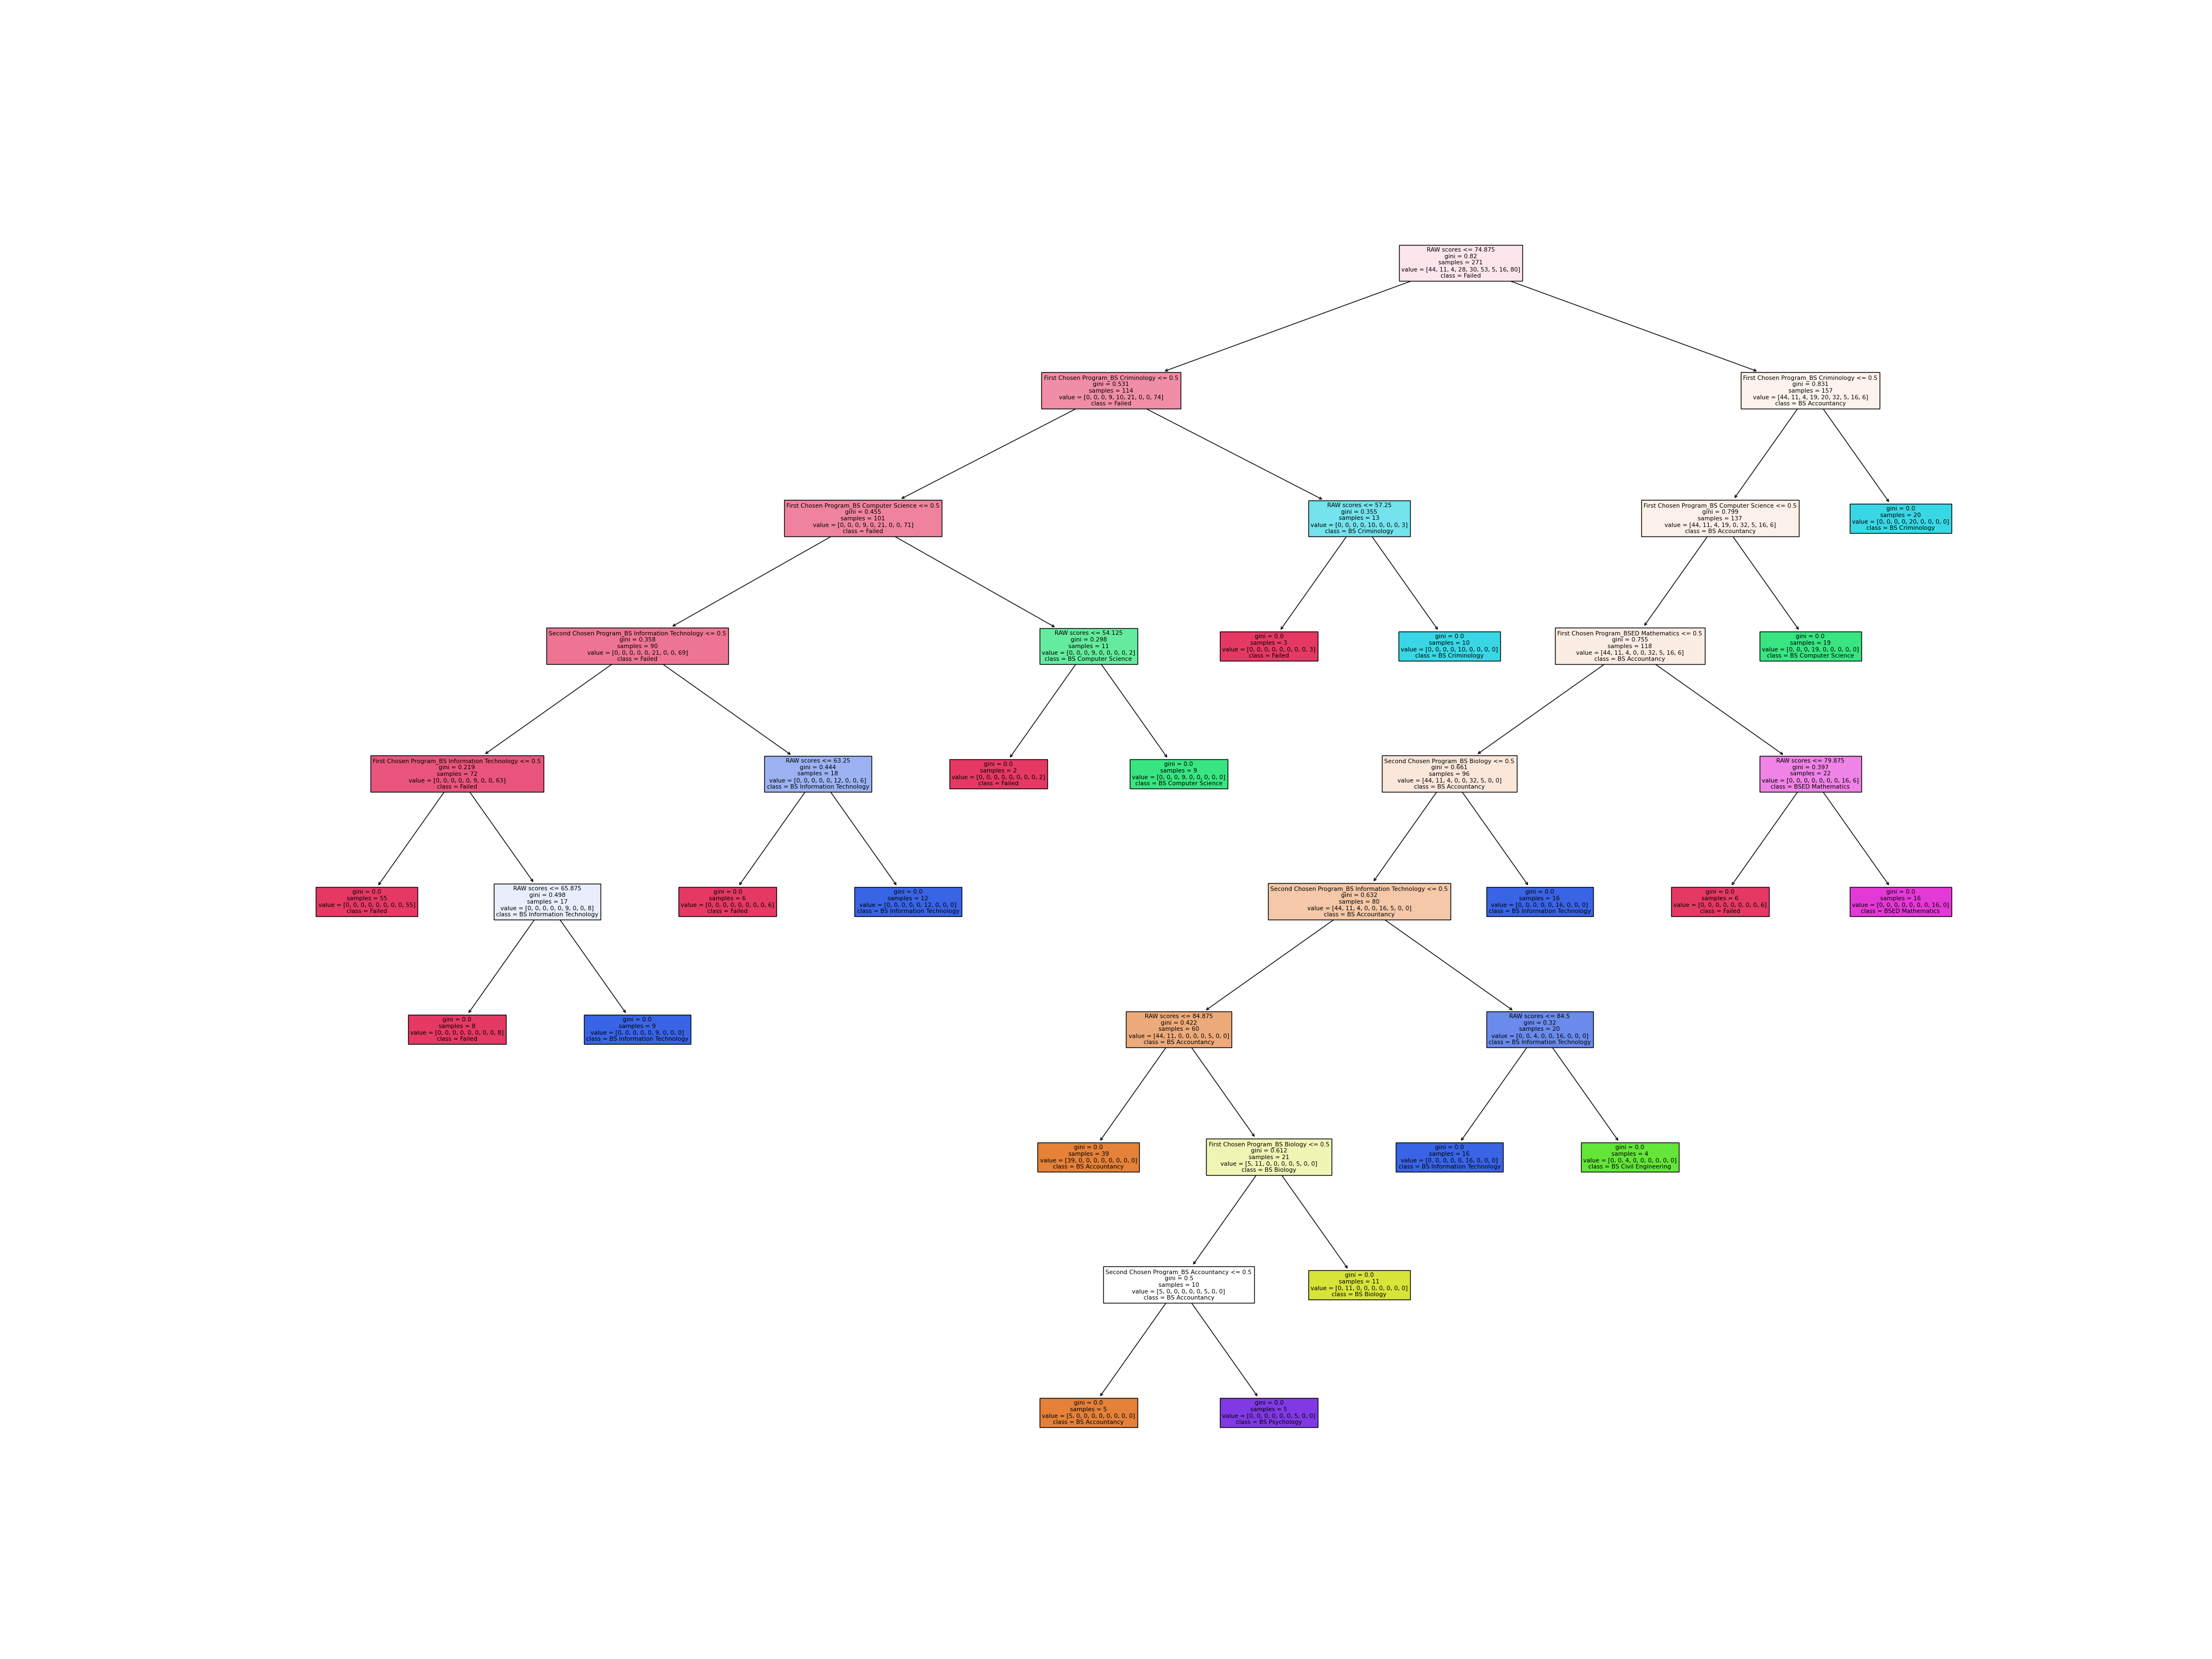 RAW scores <= 74.875
gini = 0.82
samples = 271
value = [44, 11, 4, 28, 30, 53, 5, 16, 80]
class = Failed
First Chosen Program_BS Criminology <= 0.5
gini = 0.531
samples = 114
value = [0, 0, 0, 9, 10, 21, 0, 0, 74]
class = Failed
First Chosen Program_BS Criminology <= 0.5
gini = 0.831
samples = 157
value = [44, 11, 4, 19, 20, 32, 5, 16, 6]
class = BS Accountancy
First Chosen Program_BS Computer Science <= 0.5
gini = 0.455
samples = 101
value = [0, 0, 0, 9, 0, 21, 0, 0, 71]
class = Failed
RAW scores <= 57.25
gini = 0.355
samples = 13
value = [0, 0, 0, 0, 10, 0, 0, 0, 3]
class = BS Criminology
First Chosen Program_BS Computer Science <= 0.5
gini = 0.799
samples = 137
value = [44, 11, 4, 19, 0, 32, 5, 16, 6]
class = BS Accountancy
gini = 0.0
samples = 20
value = [0, 0, 0, 0, 20, 0, 0, 0, 0]
class = BS Criminology
Second Chosen Program_BS Information Technology <= 0.5
gini = 0.358
samples = 90
value = [0, 0, 0, 0, 0, 21, 0, 0, 69]
class = Failed
RAW scores <= 54.125
gini = 0.298
samples = 11
value = [0, 0, 0, 9, 0, 0, 0, 0, 2]
class = BS Computer Science
gini = 0.0
samples = 3
value = [0, 0, 0, 0, 0, 0, 0, 0, 3]
class = Failed
gini = 0.0
samples = 10
value = [0, 0, 0, 0, 10, 0, 0, 0, 0]
class = BS Criminology
First Chosen Program_BSED Mathematics <= 0.5
gini = 0.755
samples = 118
value = [44, 11, 4, 0, 0, 32, 5, 16, 6]
class = BS Accountancy
gini = 0.0
samples = 19
value = [0, 0, 0, 19, 0, 0, 0, 0, 0]
class = BS Computer Science
First Chosen Program_BS Information Technology <= 0.5
gini = 0.219
samples = 72
value = [0, 0, 0, 0, 0, 9, 0, 0, 63]
class = Failed
RAW scores <= 63.25
gini = 0.444
samples = 18
value = [0, 0, 0, 0, 0, 12, 0, 0, 6]
class = BS Information Technology
gini = 0.0
samples = 2
value = [0, 0, 0, 0, 0, 0, 0, 0, 2]
class = Failed
gini = 0.0
samples = 9
value = [0, 0, 0, 9, 0, 0, 0, 0, 0]
class = BS Computer Science
Second Chosen Program_BS Biology <= 0.5
gini = 0.661
samples = 96
value = [44, 11, 4, 0, 0, 32, 5, 0, 0]
class = BS Accountancy
RAW scores <= 79.875
gini = 0.397
samples = 22
value = [0, 0, 0, 0, 0, 0, 0, 16, 6]
class = BSED Mathematics
gini = 0.0
samples = 55
value = [0, 0, 0, 0, 0, 0, 0, 0, 55]
class = Failed
RAW scores <= 65.875
gini = 0.498
samples = 17
value = [0, 0, 0, 0, 0, 9, 0, 0, 8]
class = BS Information Technology
gini = 0.0
samples = 6
value = [0, 0, 0, 0, 0, 0, 0, 0, 6]
class = Failed
gini = 0.0
samples = 12
value = [0, 0, 0, 0, 0, 12, 0, 0, 0]
class = BS Information Technology
Second Chosen Program_BS Information Technology <= 0.5
gini = 0.632
samples = 80
value = [44, 11, 4, 0, 0, 16, 5, 0, 0]
class = BS Accountancy
gini = 0.0
samples = 16
value = [0, 0, 0, 0, 0, 16, 0, 0, 0]
class = BS Information Technology
gini = 0.0
samples = 6
value = [0, 0, 0, 0, 0, 0, 0, 0, 6]
class = Failed
gini = 0.0
samples = 16
value = [0, 0, 0, 0, 0, 0, 0, 16, 0]
class = BSED Mathematics
gini = 0.0
samples = 8
value = [0, 0, 0, 0, 0, 0, 0, 0, 8]
class = Failed
gini = 0.0
samples = 9
value = [0, 0, 0, 0, 0, 9, 0, 0, 0]
class = BS Information Technology
RAW scores <= 84.875
gini = 0.422
samples = 60
value = [44, 11, 0, 0, 0, 0, 5, 0, 0]
class = BS Accountancy
RAW scores <= 84.5
gini = 0.32
samples = 20
value = [0, 0, 4, 0, 0, 16, 0, 0, 0]
class = BS Information Technology
gini = 0.0
samples = 39
value = [39, 0, 0, 0, 0, 0, 0, 0, 0]
class = BS Accountancy
First Chosen Program_BS Biology <= 0.5
gini = 0.612
samples = 21
value = [5, 11, 0, 0, 0, 0, 5, 0, 0]
class = BS Biology
gini = 0.0
samples = 16
value = [0, 0, 0, 0, 0, 16, 0, 0, 0]
class = BS Information Technology
gini = 0.0
samples = 4
value = [0, 0, 4, 0, 0, 0, 0, 0, 0]
class = BS Civil Engineering
Second Chosen Program_BS Accountancy <= 0.5
gini = 0.5
samples = 10
value = [5, 0, 0, 0, 0, 0, 5, 0, 0]
class = BS Accountancy
gini = 0.0
samples = 11
value = [0, 11, 0, 0, 0, 0, 0, 0, 0]
class = BS Biology
gini = 0.0
samples = 5
value = [5, 0, 0, 0, 0, 0, 0, 0, 0]
class = BS Accountancy
gini = 0.0
samples = 5
value = [0, 0, 0, 0, 0, 0, 5, 0, 0]
class = BS Psychology